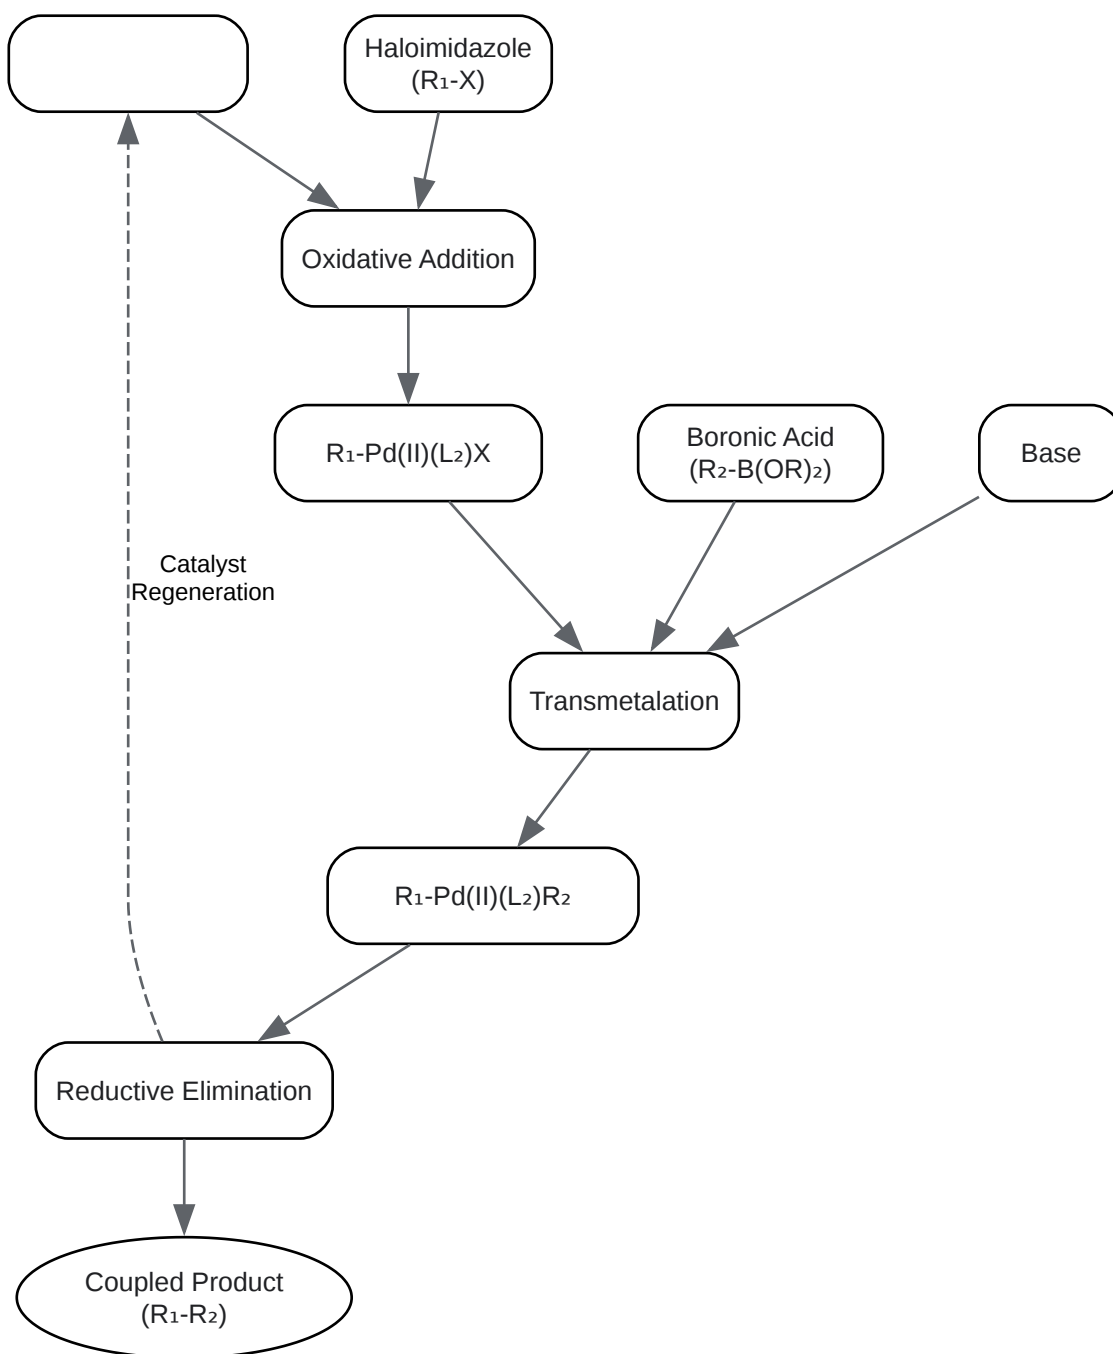 Haloimidazole
(R₁-X)
Oxidative Addition
R₁-Pd(II)(L₂)X
Boronic Acid
(R₂-B(OR)₂)
Base
Catalyst
Regeneration
Transmetalation
R₁-Pd(II)(L₂)R₂
Reductive Elimination
Coupled Product
(R₁-R₂)